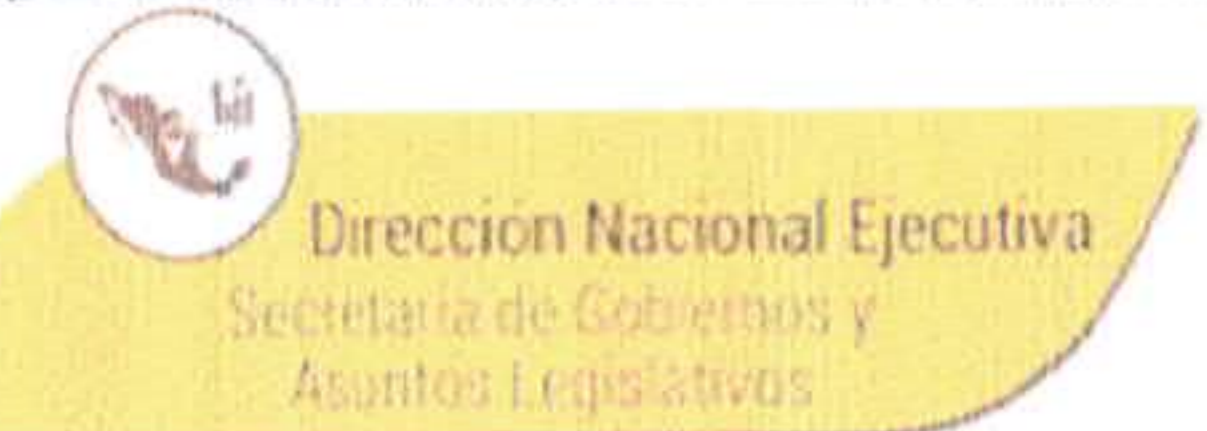 Dirección Nacional Ejecutiva
Secretaría de Gobiernos y
Asuntos Legislativos